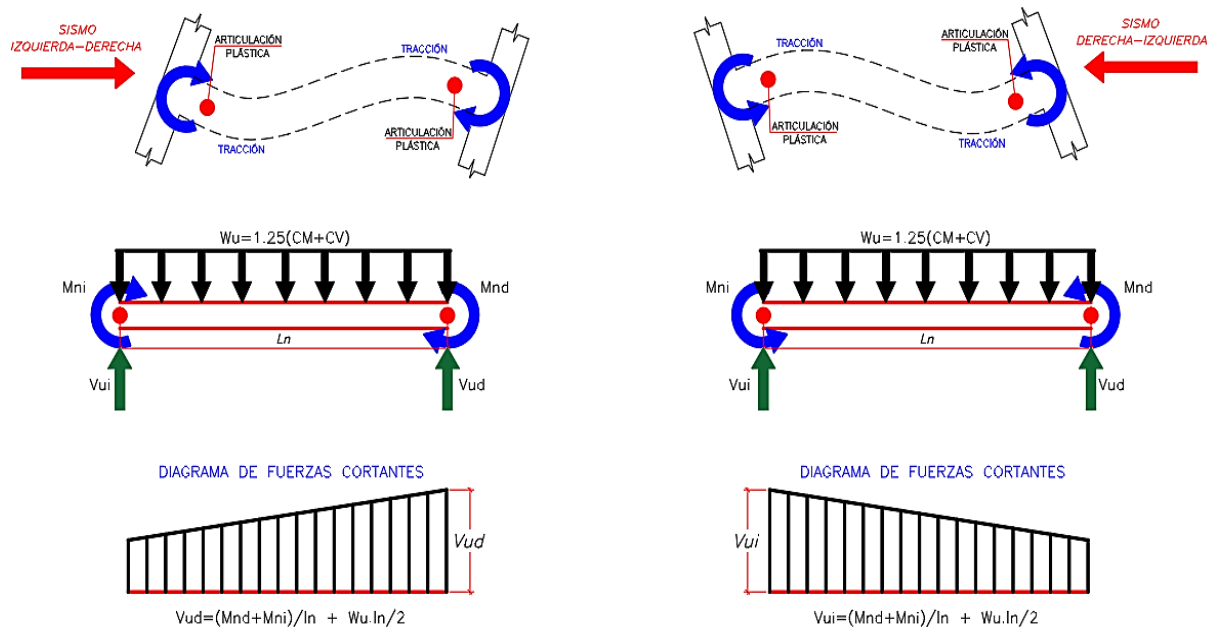 SISMO
IZQUIERDA-DERECHA
ARTICULACIÓN
PLÁSTICA
TRACCIÓN
ARTICULACIÓN
PLÁSTICA
TRACCIÓN
SISMO
DERECHA-IZQUIERDA
TRACCIÓN
ARTICULACIÓN
PLÁSTICA
ARTICULACIÓN
PLÁSTICA
TRACCIÓN
Wu=1.25(CM+CV)
Mni
Mnd
Ln
Vui
Vud
Wu=1.25(CM+CV)
Mni
Mnd
Ln
Vui
Vud
DIAGRAMA DE FUERZAS CORTANTES
Vud
Vud=(Mnd+Mni)/ln + Wu.ln/2
DIAGRAMA DE FUERZAS CORTANTES
Vui
Vui=(Mnd+Mni)/ln + Wu.ln/2